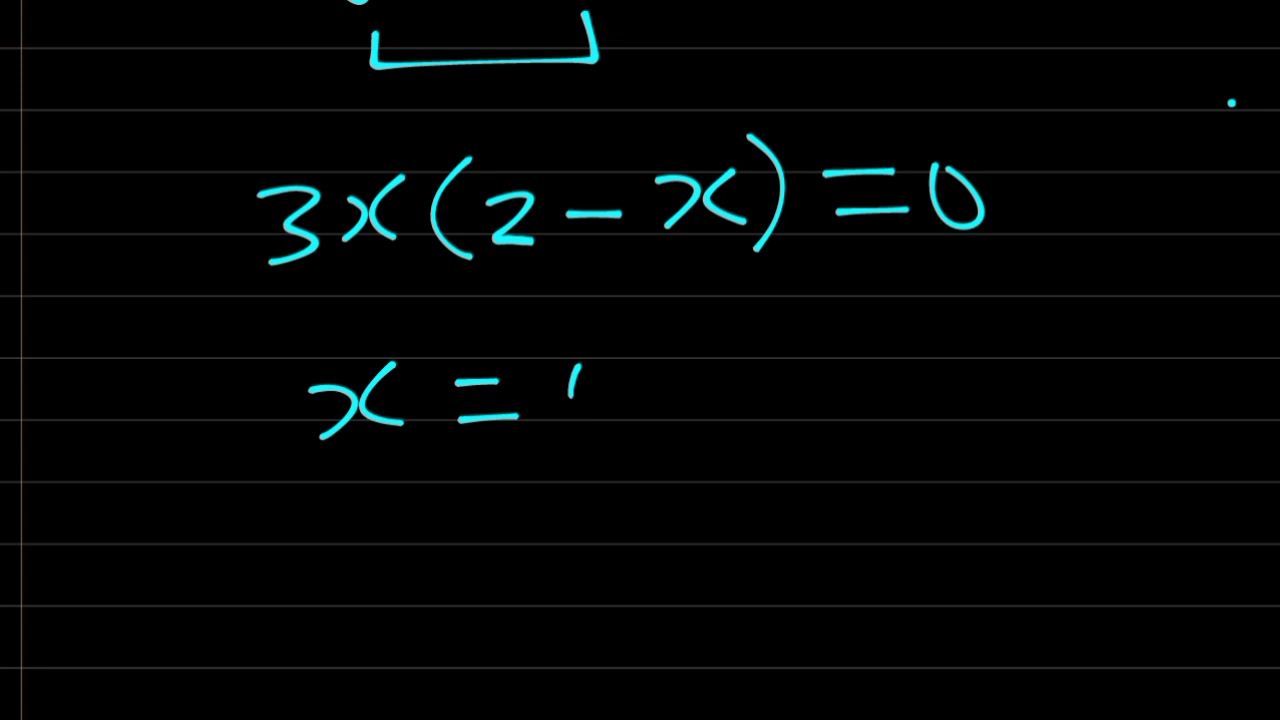 3x(2-x)=0
x =